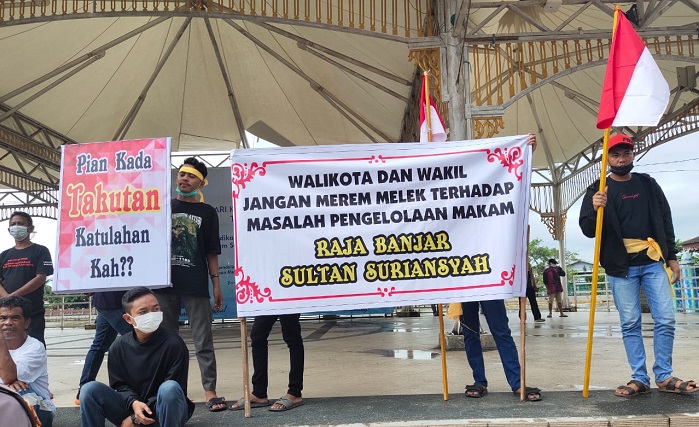 Pian Kada
Takutan
Katulahan
Kah??
WALIKOTA DAN WAKIL
JANGAN MEREM MELEK TERHADAP
MASALAH PENGELOLAAN MAKAM
RAJA BANJAR
SULTAN SURIANSYAH